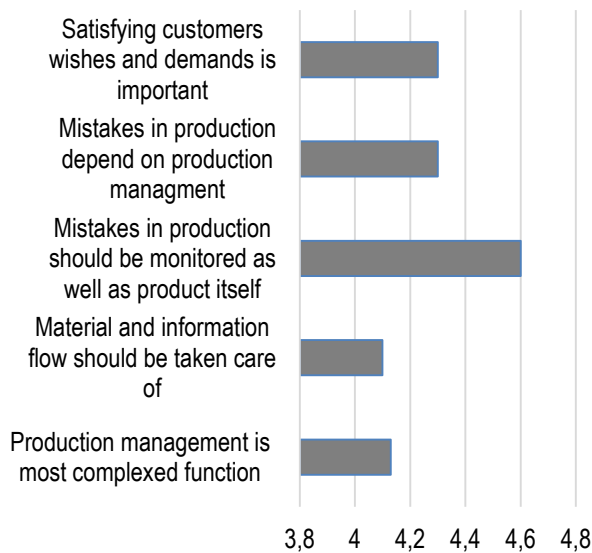 Satisfying customers
wishes and demands is
important
Mistakes in production
depend on production
managment
Mistakes in production
should be monitored as
well as product itself
Material and information
flow should be taken care
of
Production management is
most complexed function
3,8 4 4,2 4,4 4,6 4,8